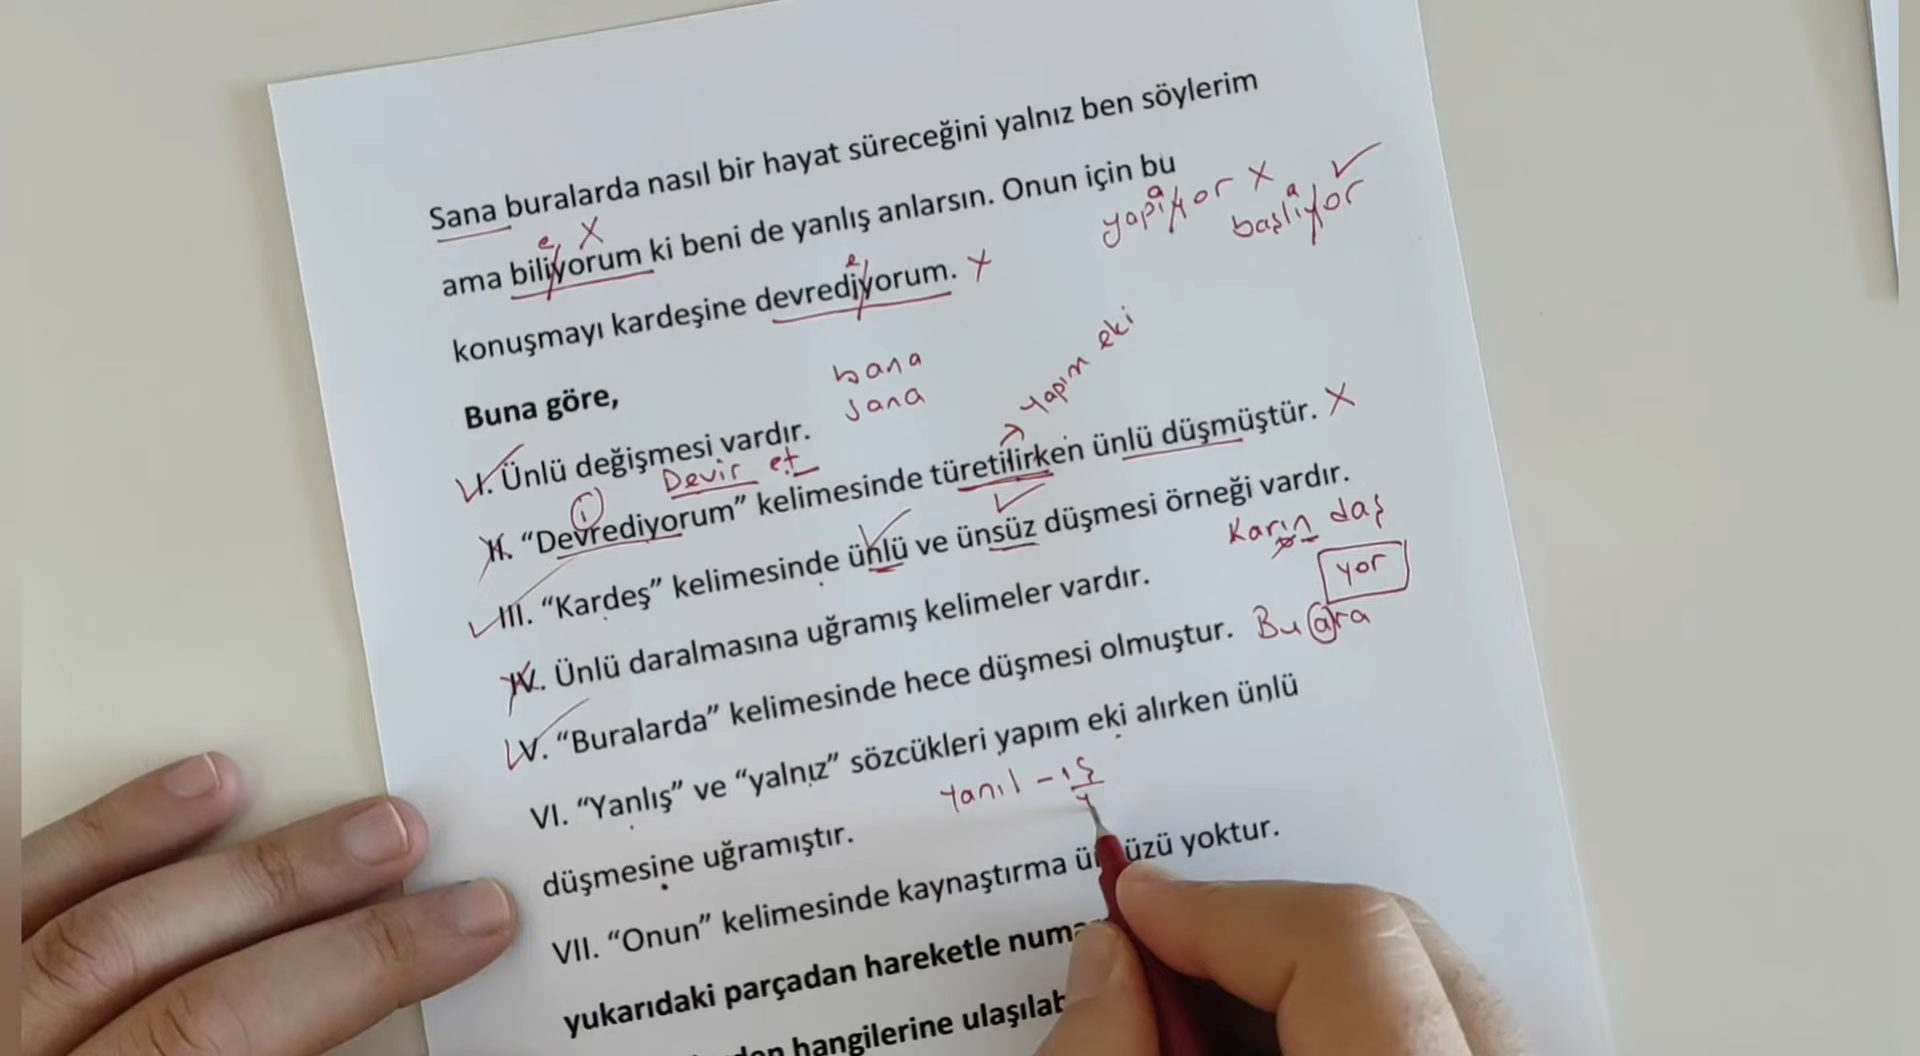 Sana buralarda nasıl bir hayat süreceğini yalnız ben söylerim
e X
ama biliyorum ki beni de yanlış anlarsın. Onun için bu
a
yapıyor X
a
başlıyor
e
konuşmayı kardeşine devrediyorum. X
Buna göre,
bana
sana
yapım eki
I. Ünlü değişmesi vardır.
Devir et
i
II. “Devrediyorum” kelimesinde türetilirken ünlü düşmüştür. X
III. “Kardeş” kelimesinde ünlü ve ünsüz düşmesi örneği vardır.
Karın daş
yor
IV. Ünlü daralmasına uğramış kelimeler vardır.
V. “Buralarda” kelimesinde hece düşmesi olmuştur. Bu ara
VI. “Yanlış” ve “yalnız” sözcükleri yapım eki alırken ünlü
Yanıl -ış
düşmesine uğramıştır.
VII. “Onun” kelimesinde kaynaştırma yoktur.
yukarıdaki parçadan hareketle
hangilerine